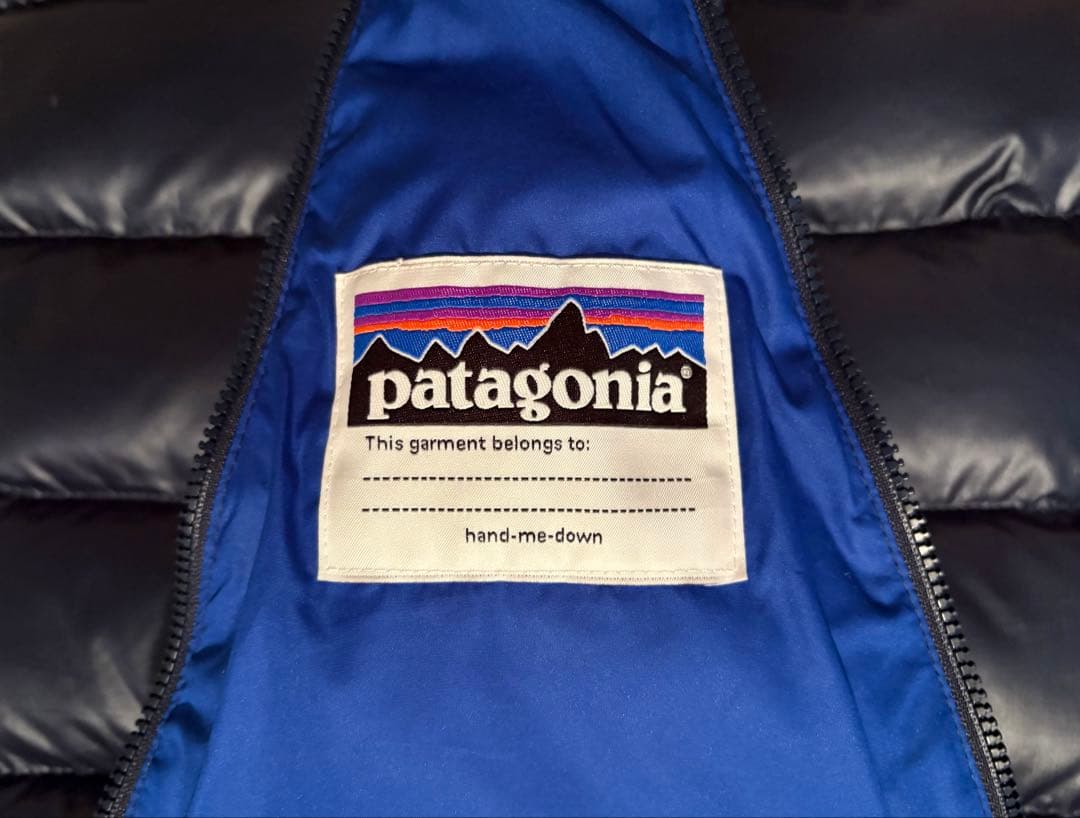 patagonia®
This garment belongs to:
hand-me-down